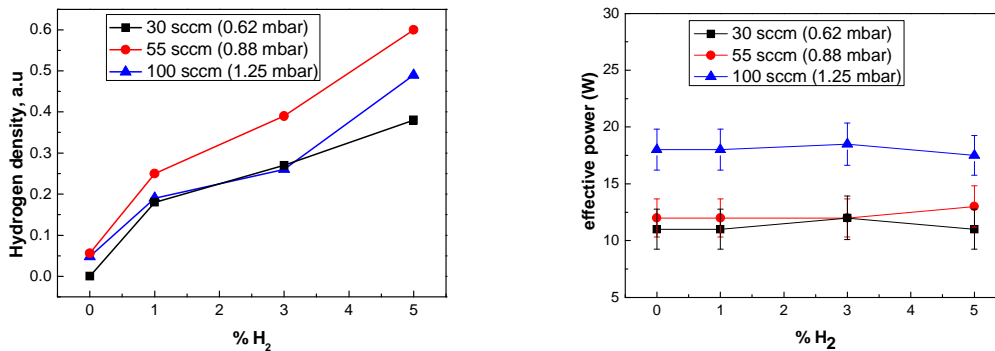 0.6
0.5
0.4
0.3
0.2
0.1
0.0
Hydrogen density, a.u
30 sccm (0.62 mbar)
55 sccm (0.88 mbar)
100 sccm (1.25 mbar)
0 1 2 3 4 5
% H₂
30
25
20
15
10
5
effective power (W)
30 sccm (0.62 mbar)
55 sccm (0.88 mbar)
100 sccm (1.25 mbar)
0 1 2 3 4 5
% H2